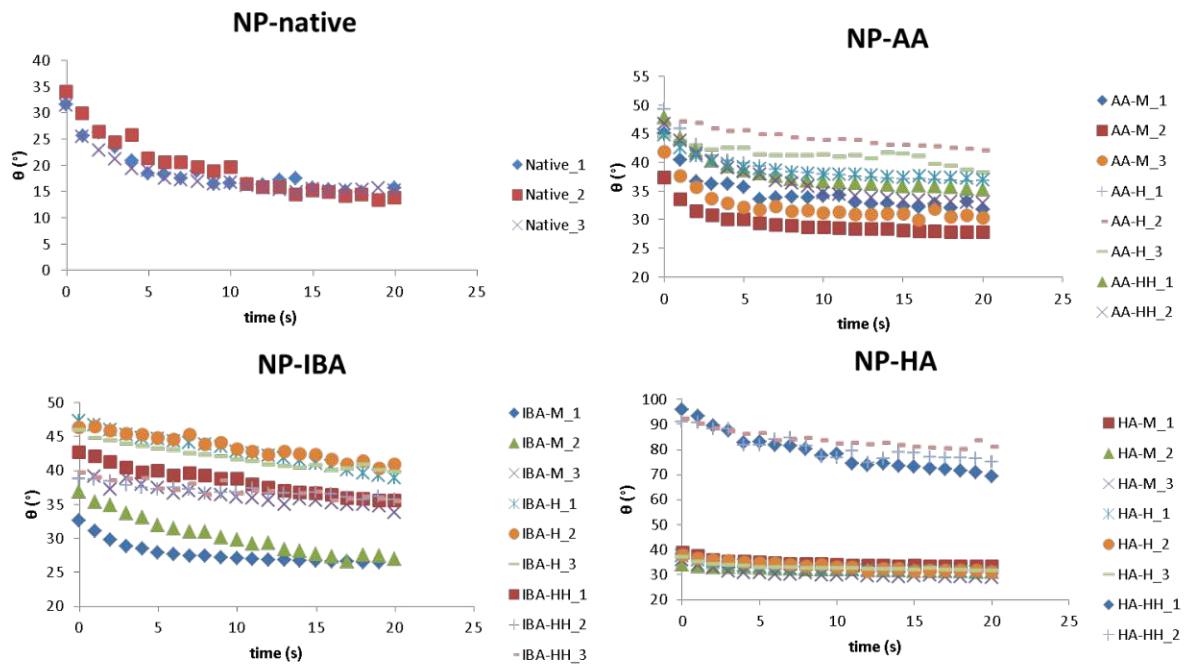 NP-native
40
35
30
25
20
15
10
5
0
θ (°)
0 5 10 15 20 25
time (s)
Native_1
Native_2
Native_3
NP-AA
55
50
45
40
35
30
25
20
θ (°)
0 5 10 15 20 25
time (s)
AA-M_1
AA-M_2
AA-M_3
AA-H_1
AA-H_2
AA-H_3
AA-HH_1
AA-HH_2
NP-IBA
50
45
40
35
30
25
20
θ (°)
0 5 10 15 20 25
time (s)
IBA-M_1
IBA-M_2
IBA-M_3
IBA-H_1
IBA-H_2
IBA-H_3
IBA-HH_1
IBA-HH_2
IBA-HH_3
NP-HA
100
90
80
70
60
50
40
30
20
θ (°)
0 5 10 15 20 25
time (s)
HA-M_1
HA-M_2
HA-M_3
HA-H_1
HA-H_2
HA-H_3
HA-HH_1
HA-HH_2